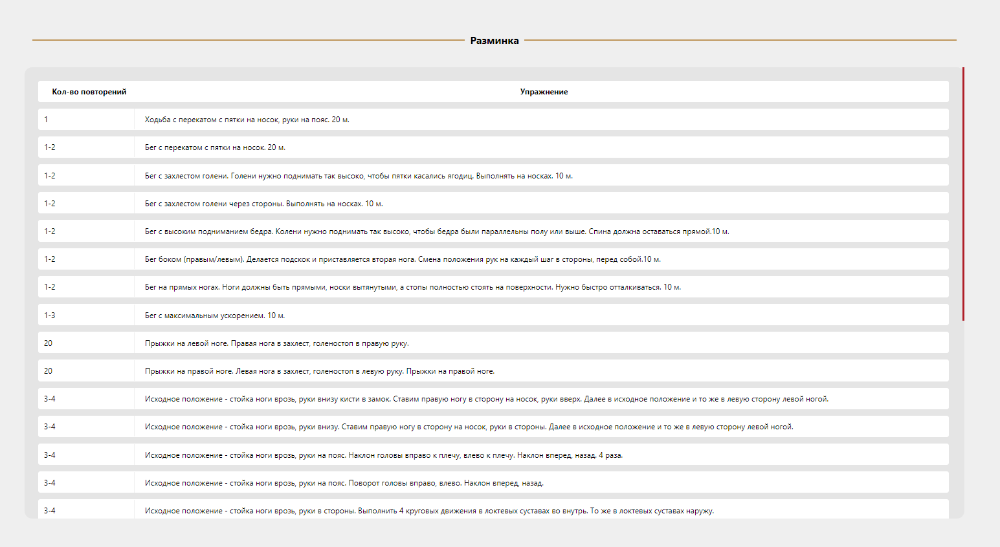 Разминка
Кол-во повторений Упражнение
1 Ходьба с перекатом с пятки на носок, руки на пояс. 20 м.
1-2 Бег с перекатом с пятки на носок. 20 м.
1-2 Бег с захлестом голени. Голени нужно поднимать так высоко, чтобы пятки касались ягодиц. Выполнять на носках. 10 м.
1-2 Бег с захлестом голени через стороны. Выполнять на носках. 10 м.
1-2 Бег с высоким подниманием бедра. Колени нужно поднимать так высоко, чтобы бедра были параллельны полу или выше. Спина должна оставаться прямой.10 м.
1-2 Бег боком (правым/левым). Делается подскок и приставляется вторая нога. Смена положения рук на каждый шаг в стороны, перед собой.10 м.
1-2 Бег на прямых ногах. Ноги должны быть прямыми, носки вытянутыми, а стопы полностью стоять на поверхности. Нужно быстро отталкиваться. 10 м.
1-3 Бег с максимальным ускорением. 10 м.
20 Прыжки на левой ноге. Правая нога в захлест, голеностоп в правую руку.
20 Прыжки на правой ноге. Левая нога в захлест, голеностоп в левую руку. Прыжки на правой ноге.
3-4 Исходное положение - стойка ноги врозь, руки внизу кисти в замок. Ставим правую ногу в сторону на носок, руки вверх. Далее в исходное положение и то же в левую сторону левой ногой.
3-4 Исходное положение - стойка ноги врозь, руки внизу. Ставим правую ногу в сторону на носок, руки в стороны. Далее в исходное положение и то же в левую сторону левой ногой.
3-4 Исходное положение - стойка ноги врозь, руки на пояс. Наклон головы вправо к плечу, влево к плечу. Наклон вперед, назад. 4 раза.
3-4 Исходное положение - стойка ноги врозь, руки на пояс. Поворот головы вправо, влево. Наклон вперед, назад.
3-4 Исходное положение - стойка ноги врозь, руки в стороны. Выполнить 4 круговых движения в локтевых суставах во внутрь. То же в локтевых суставах наружу.